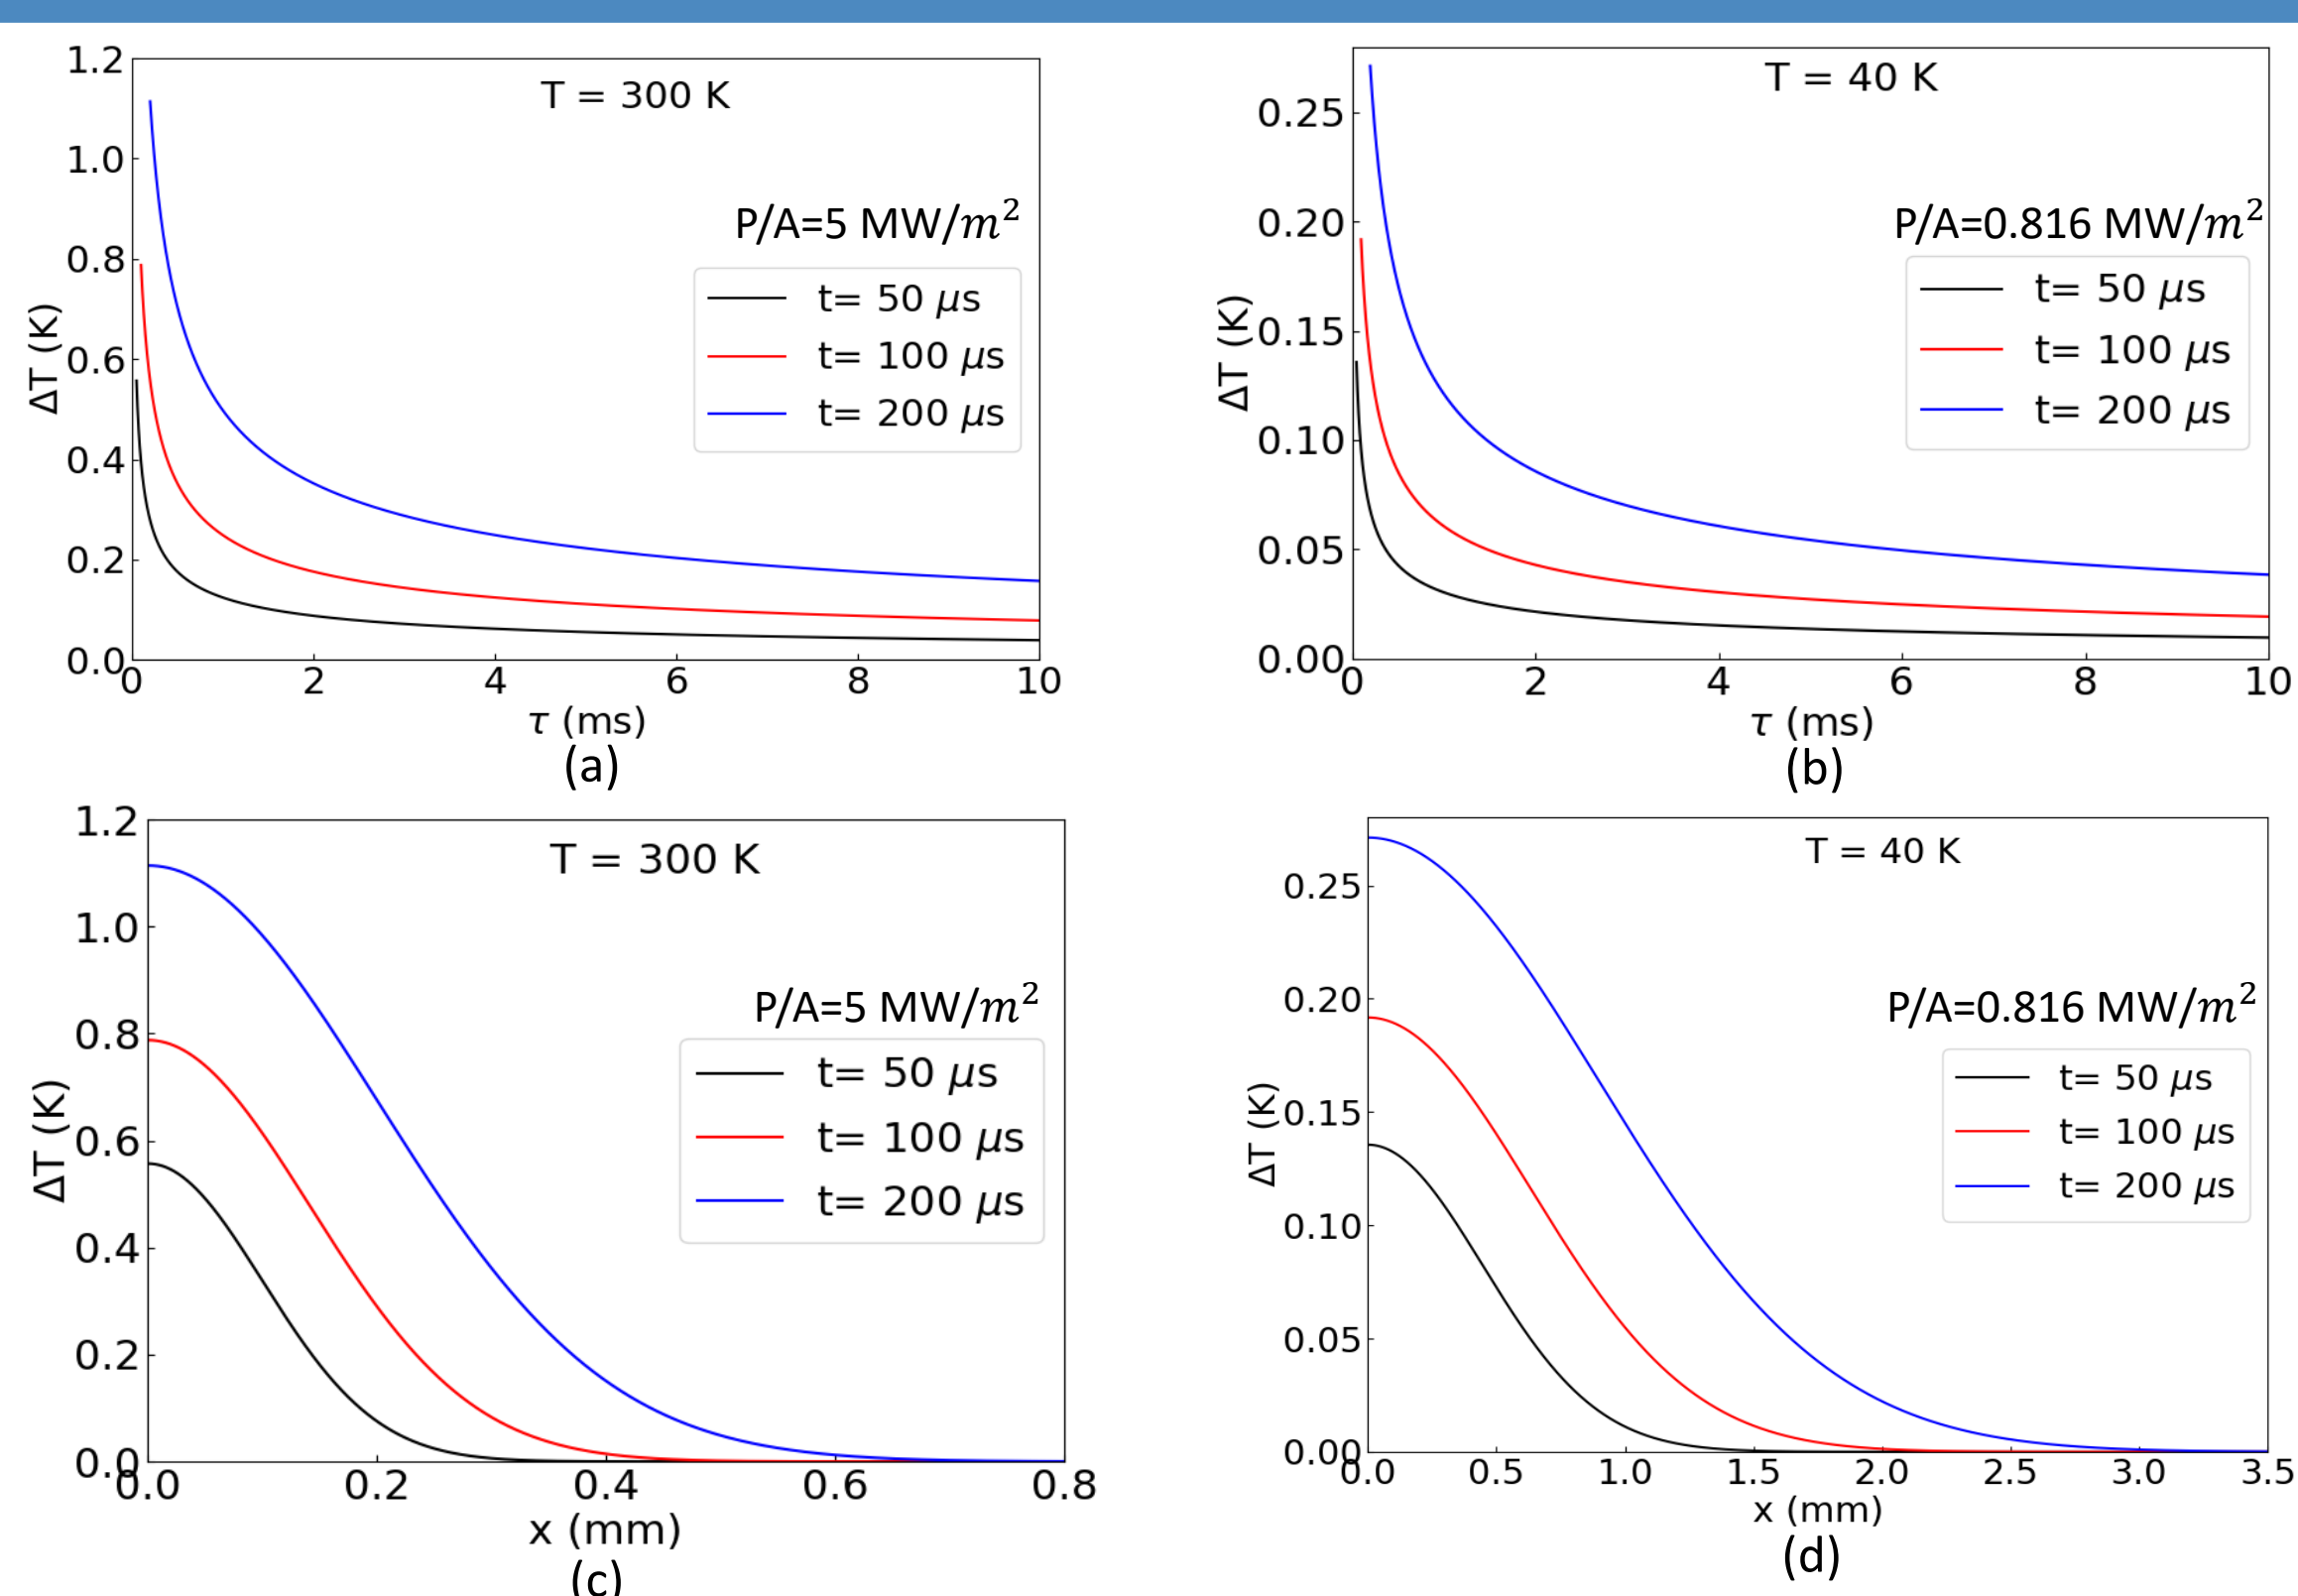 1.2
1.0
0.8
0.6
0.4
0.2
0.0
ΔT (K)
T = 300 K
P/A=5 MW/m²
t= 50 μs
t= 100 μs
t= 200 μs
0 2 4 6 8 10
τ (ms)
(a)
0.25
0.20
0.15
0.10
0.05
0.00
ΔT (K)
T = 40 K
P/A=0.816 MW/m²
t= 50 μs
t= 100 μs
t= 200 μs
0 2 4 6 8 10
τ (ms)
(b)
1.2
1.0
0.8
0.6
0.4
0.2
0.0
ΔT (K)
T = 300 K
P/A=5 MW/m²
t= 50 μs
t= 100 μs
t= 200 μs
0.0 0.2 0.4 0.6 0.8
x (mm)
(c)
0.25
0.20
0.15
0.10
0.05
0.00
ΔT (K)
T = 40 K
P/A=0.816 MW/m²
t= 50 μs
t= 100 μs
t= 200 μs
0.0 0.5 1.0 1.5 2.0 2.5 3.0 3.5
x (mm)
(d)